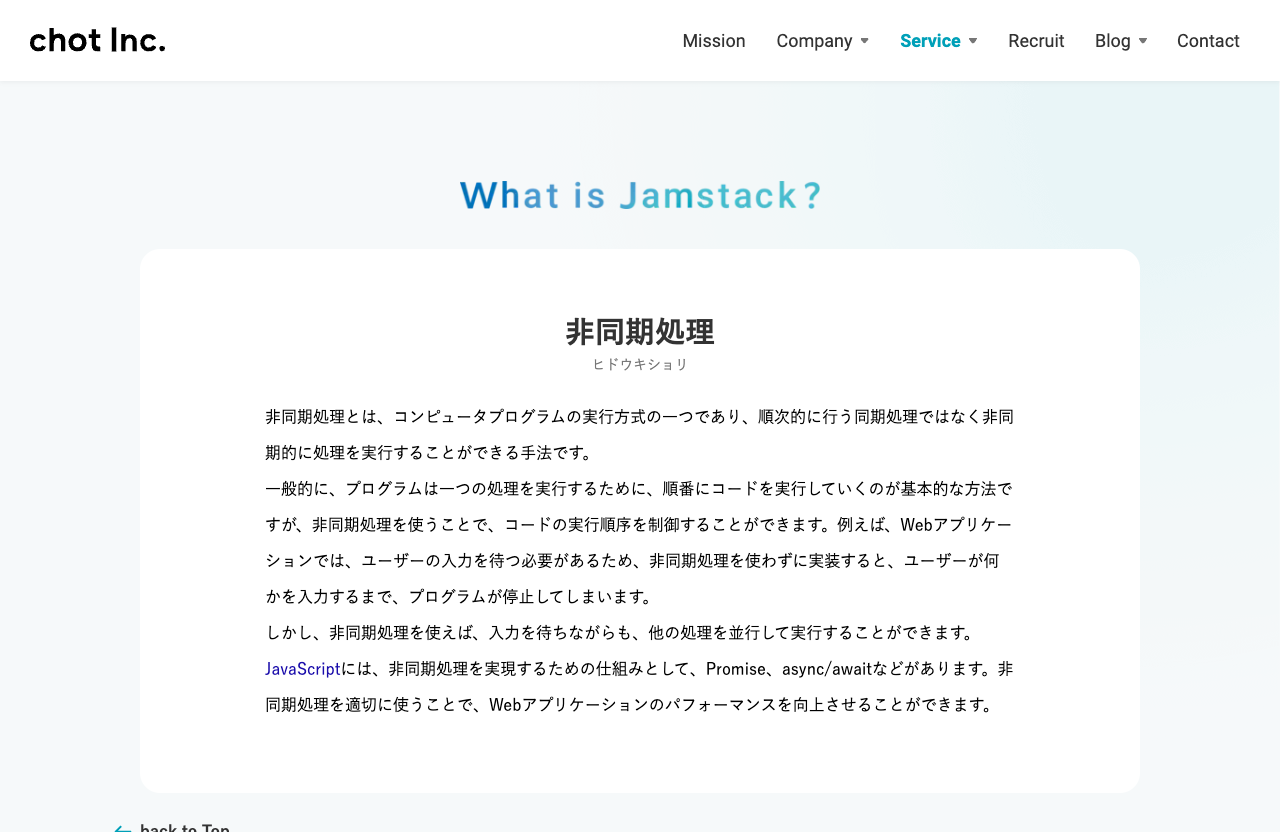 chot Inc.
Mission Company Service Recruit Blog Contact
What is Jamstack?
非同期処理
ヒドウキショリ
非同期処理とは、コンピュータプログラムの実行方式の一つであり、順次的に行う同期処理ではなく非同
期的に処理を実行することができる手法です。
一般的に、プログラムは一つの処理を実行するために、順番にコードを実行していくのが基本的な方法で
すが、非同期処理を使うことで、コードの実行順序を制御することができます。例えば、Webアプリケー
ションでは、ユーザーの入力を待つ必要があるため、非同期処理を使わずに実装すると、ユーザーが何
かを入力するまで、プログラムが停止してしまいます。
しかし、非同期処理を使えば、入力を待ちながらも、他の処理を並行して実行することができます。
JavaScriptには、非同期処理を実現するための仕組みとして、Promise、async/awaitなどがあります。非
同期処理を適切に使うことで、Webアプリケーションのパフォーマンスを向上させることができます。
back to Top